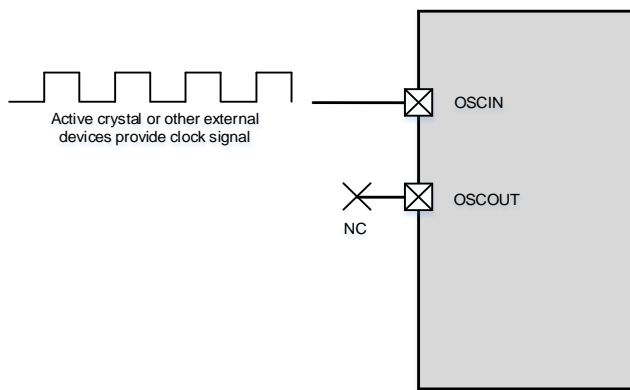 OSCIN
Active crystal or other external
devices provide clock signal
OSCOUT
NC